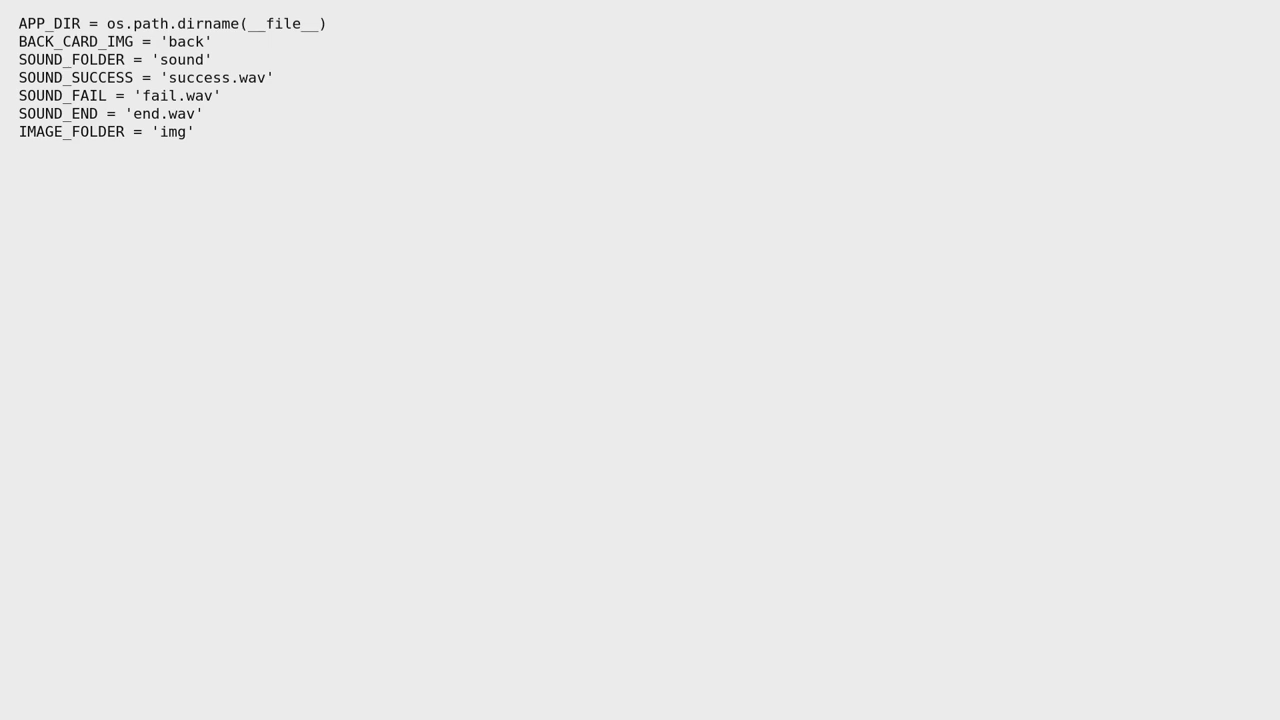 APP_DIR = os.path.dirname(__file__)
BACK_CARD_IMG = 'back'
SOUND_FOLDER = 'sound'
SOUND_SUCCESS = 'success.wav'
SOUND_FAIL = 'fail.wav'
SOUND_END = 'end.wav'
IMAGE_FOLDER = 'img'